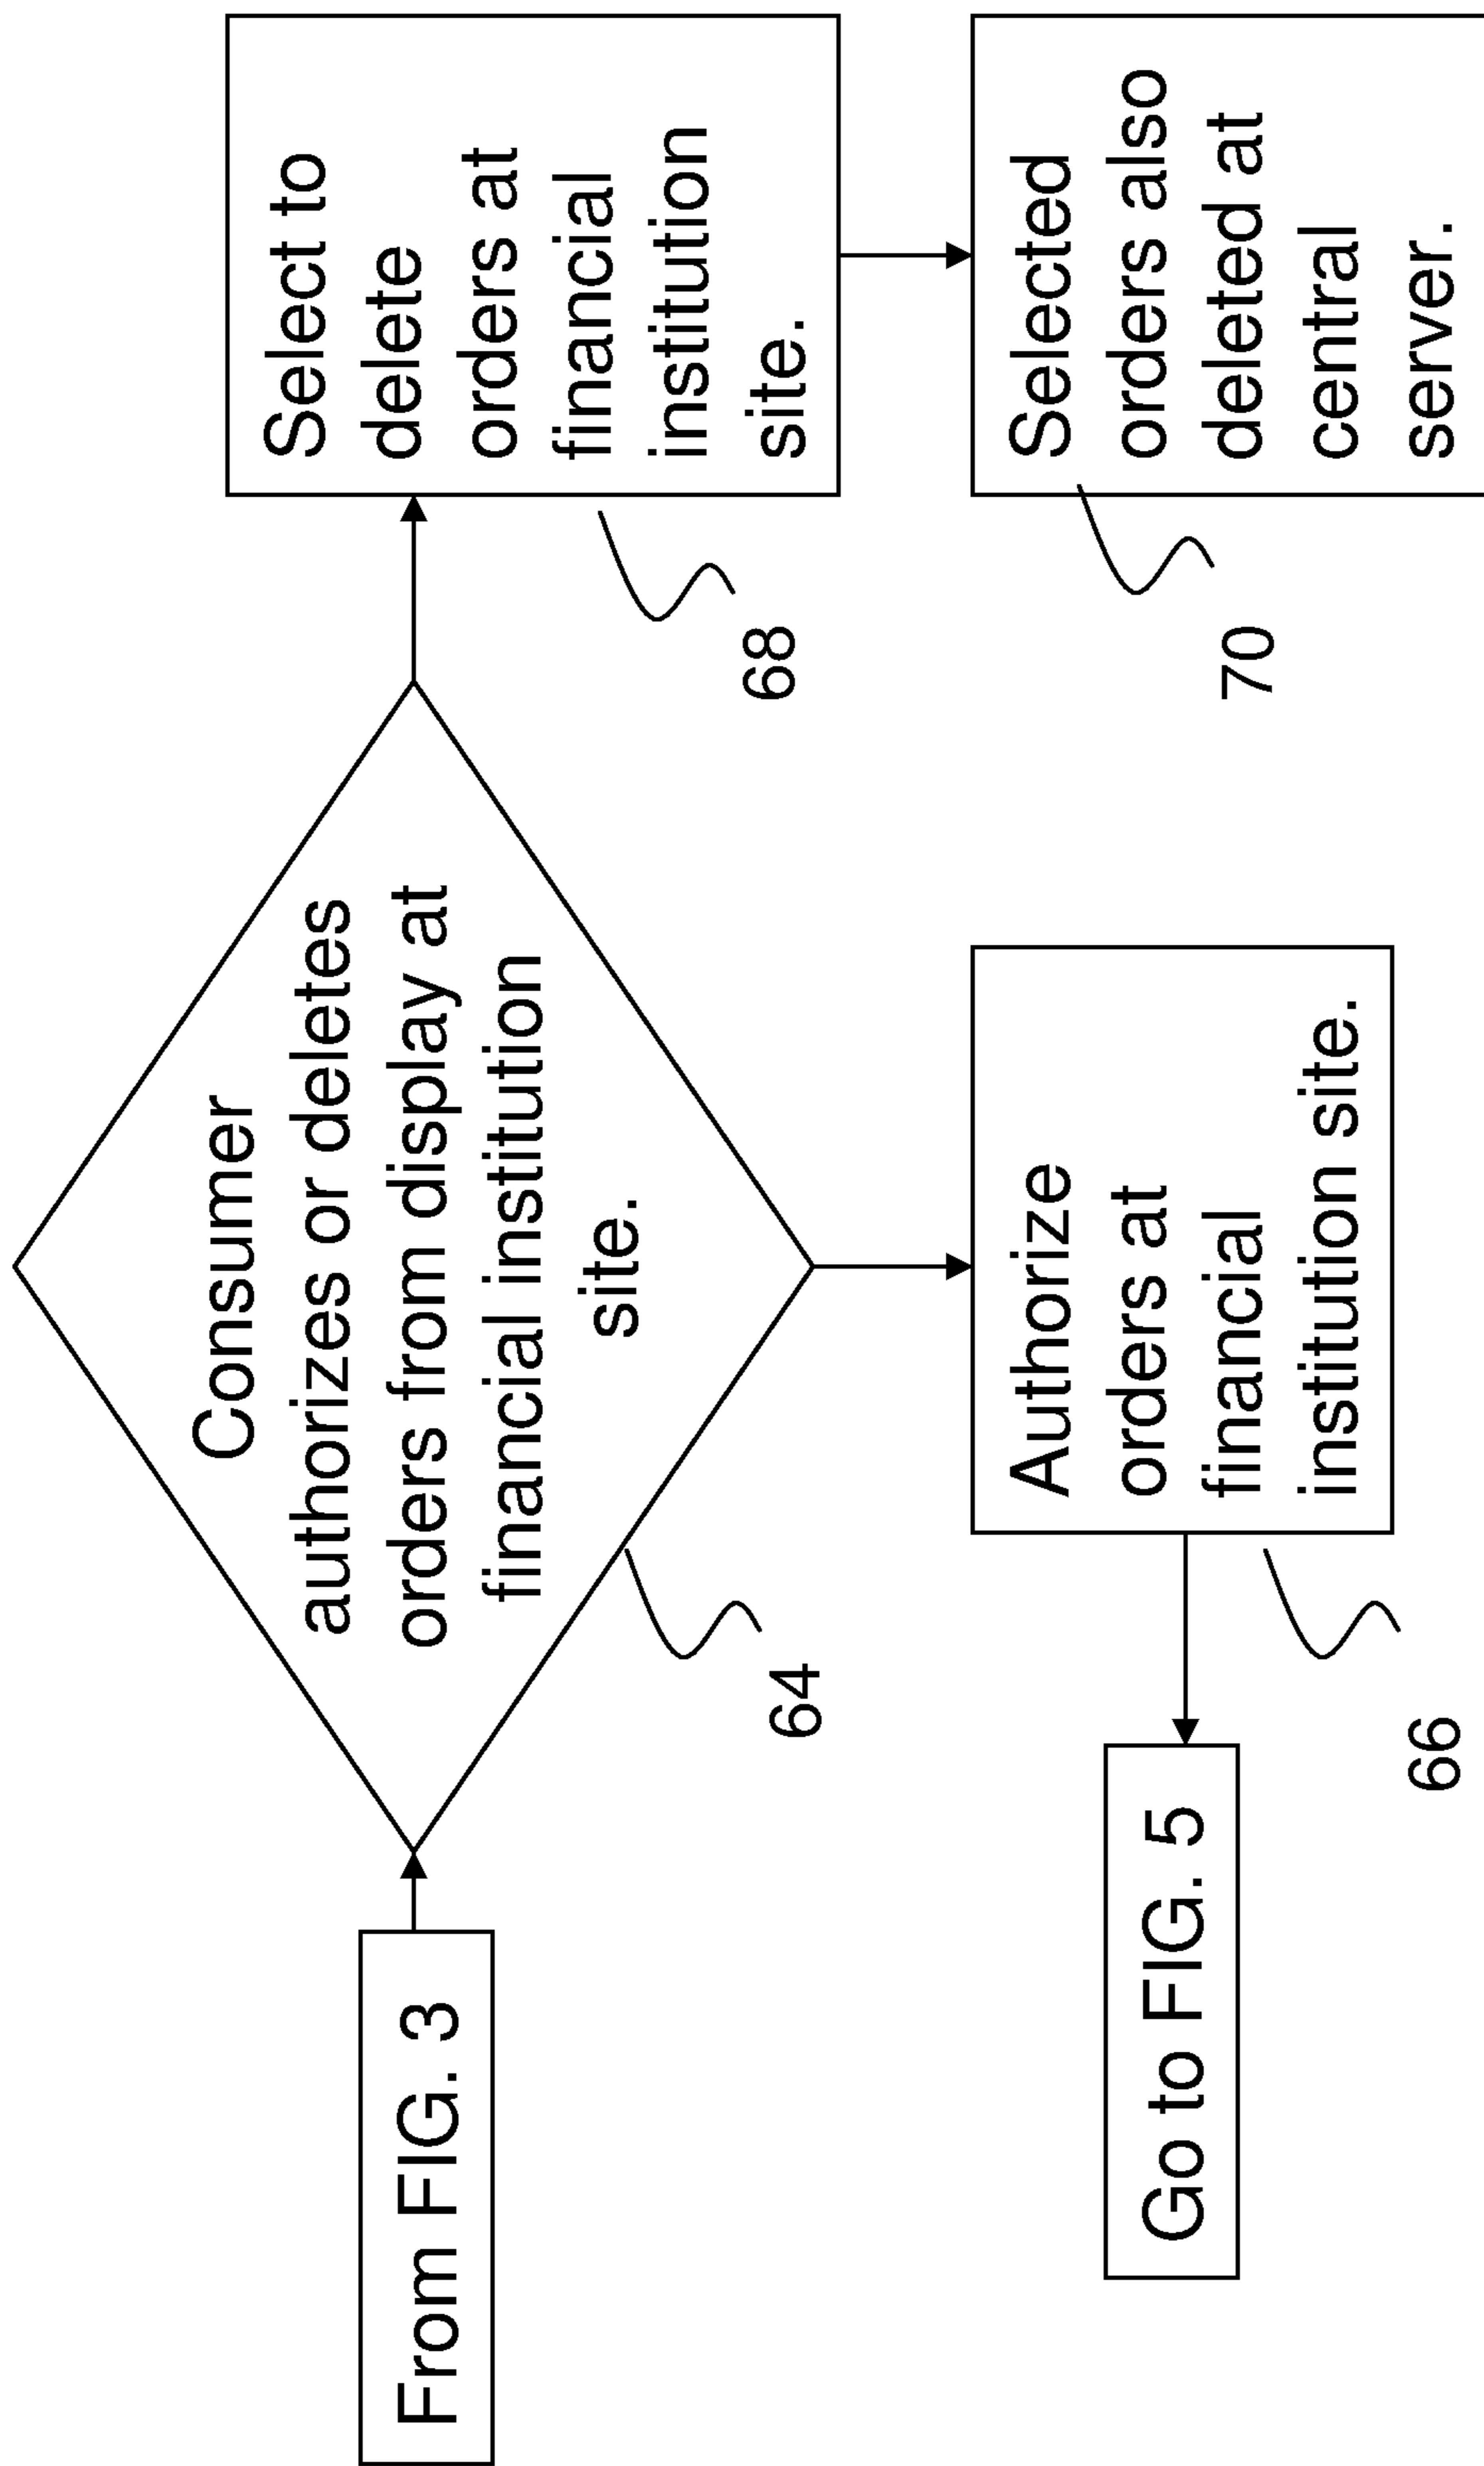 From FIG. 3
Consumer
authorizes or deletes
orders from display at
financial institution
site.
64
Select to
delete
orders at
financial
institution
site.
68
Selected
orders also
deleted at
central
server.
70
Authorize
orders at
financial
institution site.
66
Go to FIG. 5